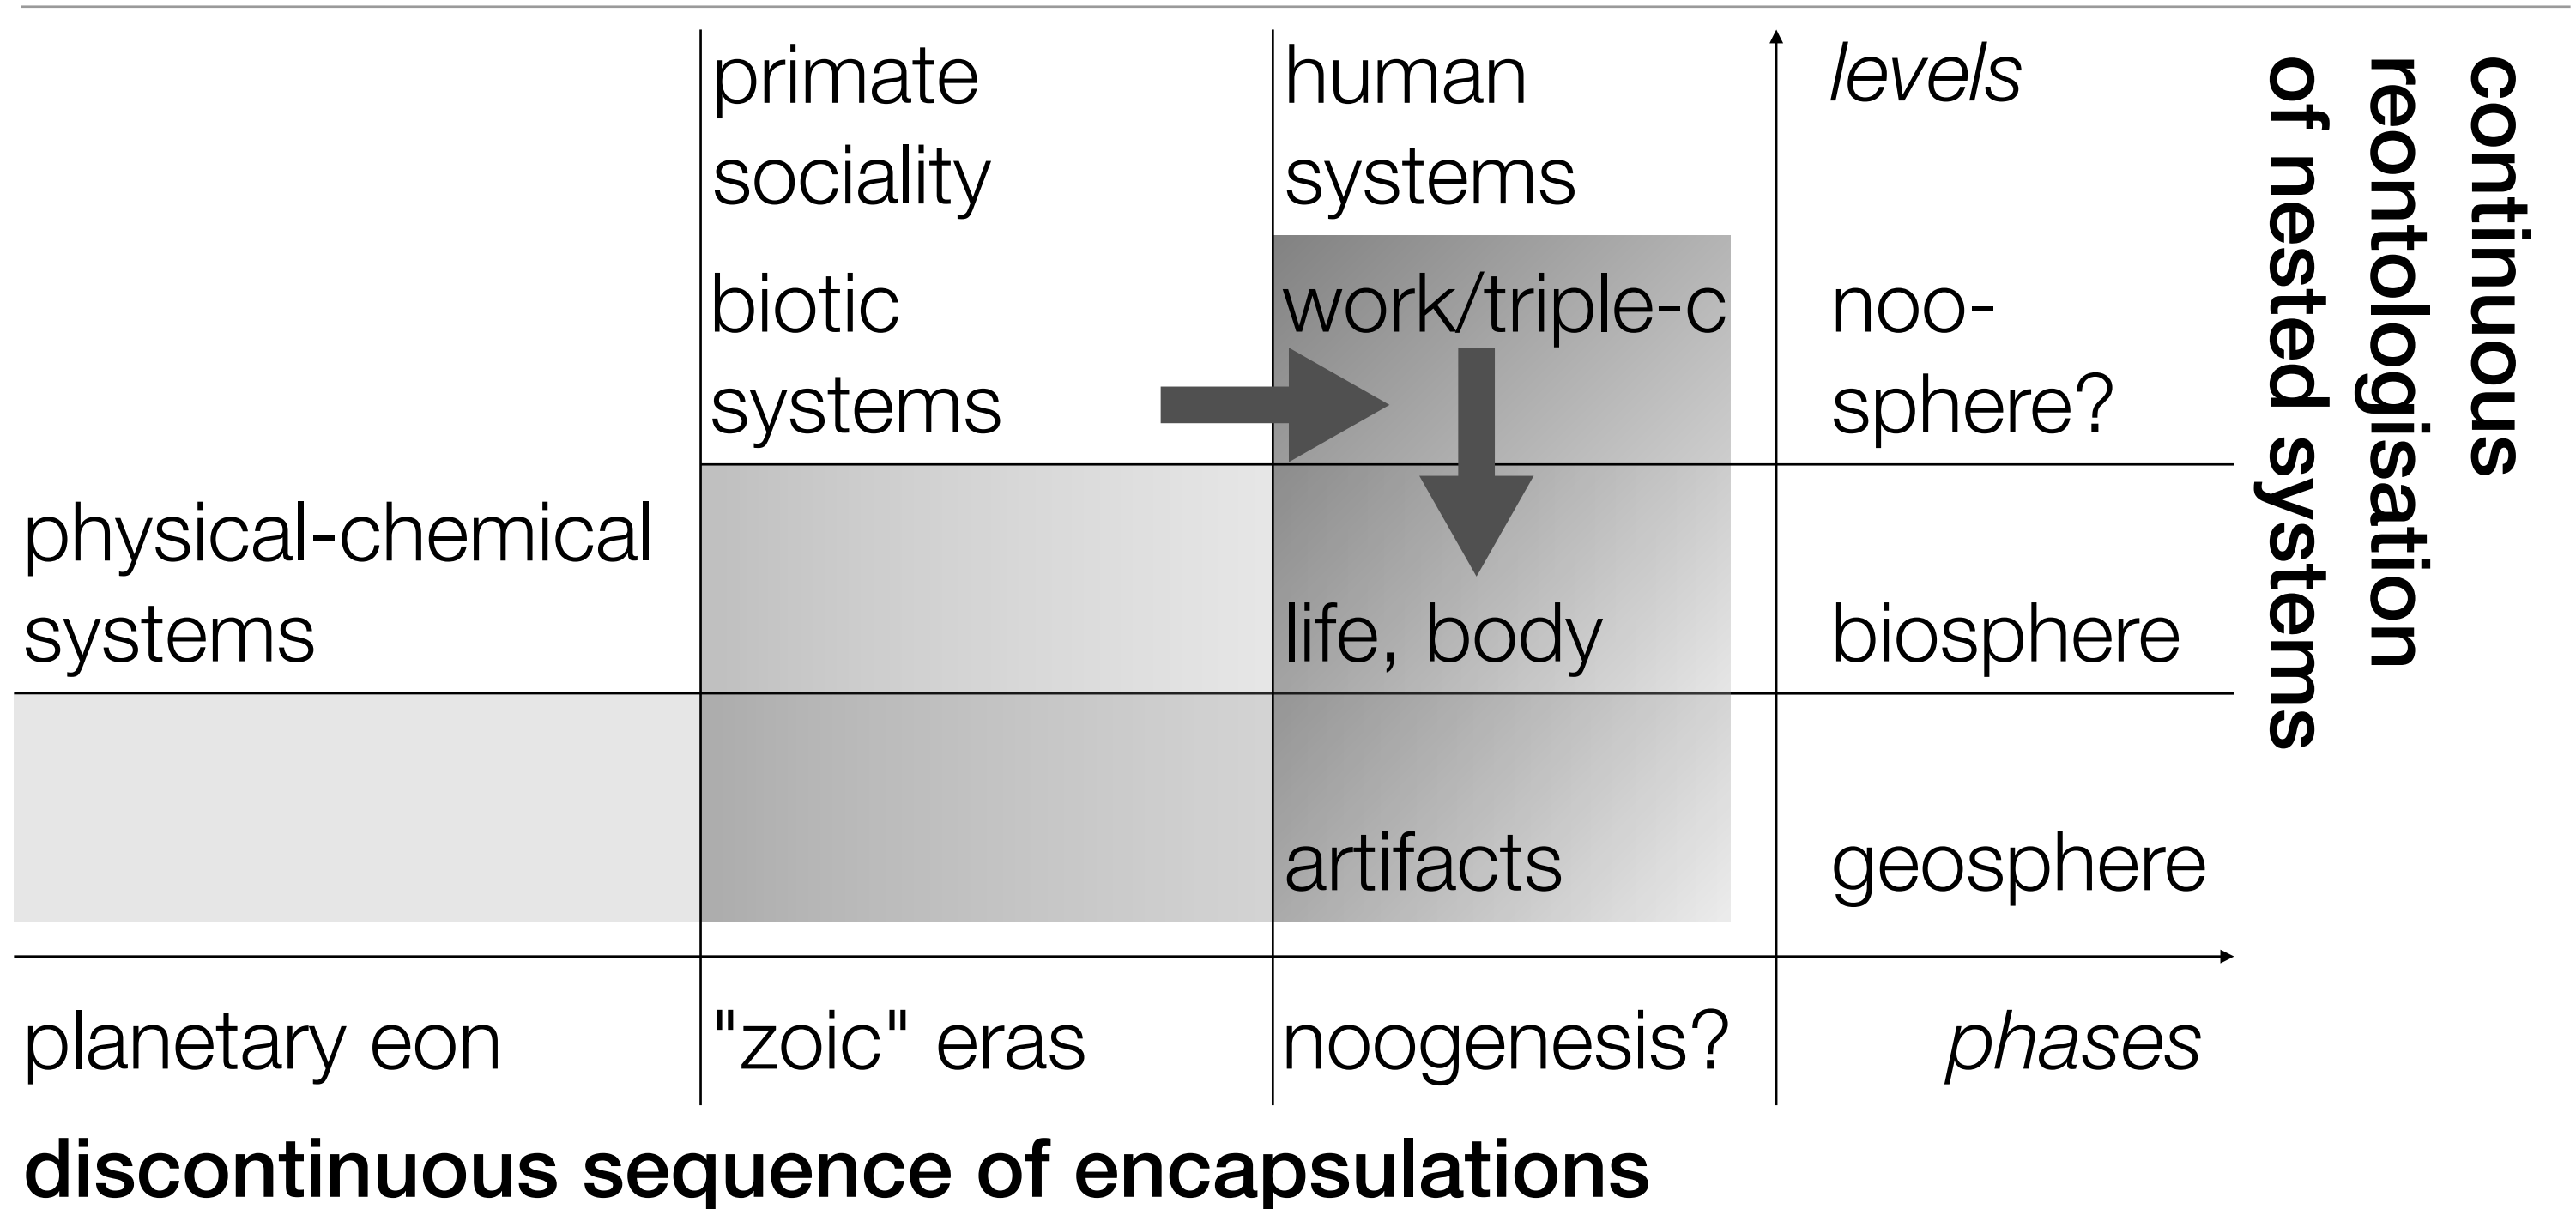 primate
sociality
human
systems
levels
biotic
systems
work/triple-c
noo-
sphere?
physical-chemical
systems
life, body
biosphere
artifacts
geosphere
planetary eon
"zoic" eras
noogenesis?
phases
discontinuous sequence of encapsulations
continuous
reontologisation
of nested systems